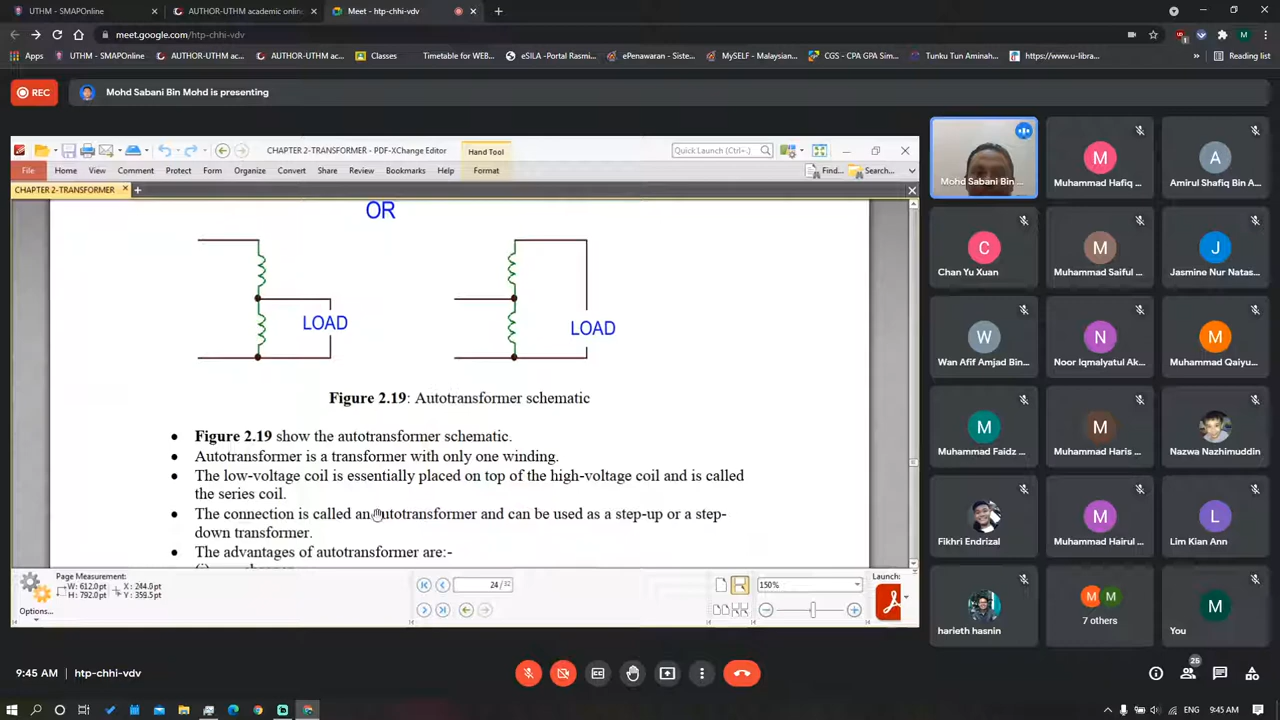 UTHM - SMAPOnline
AUTHOR-UTHM academic onlin
Meet - htp-chhi-vdv
meet.google.com/htp-chhi-vdv
M
Apps
UTHM - SMAPOnline
AUTHOR-UTHM ac...
AUTHOR-UTHM ac...
Classes
Timetable for WEB...
eSILA -Portal Rasmi...
ePenawaran - Siste...
MySELF - Malaysian...
CGS - CPA GPA Sim...
Tunku Tun Aminah...
https://www.u-libra...
»
Reading list
REC
Mohd Sabani Bin Mohd is presenting
CHAPTER 2-TRANSFORMER - PDF-XChange Editor
Hand Tool
Quick Launch (Ctrl+.)
File
Home
View
Comment
Protect
Form
Organize
Convert
Share
Review
Bookmarks
Help
Format
Find...
Search...
CHAPTER 2-TRANSFORMER
OR
LOAD
LOAD
Figure 2.19: Autotransformer schematic
• Figure 2.19 show the autotransformer schematic.
• Autotransformer is a transformer with only one winding.
• The low-voltage coil is essentially placed on top of the high-voltage coil and is called
the series coil.
• The connection is called an autotransformer and can be used as a step-up or a step-
down transformer.
• The advantages of autotransformer are:-
Options...
Page Measurement:
W: 612.0 pt
H: 792.0 pt
X: 244.0 pt
Y: 359.5 pt
24 / 32
150%
Launch:
Mohd Sabani Bin ...
M
Muhammad Hafiq ...
A
Amirul Shafiq Bin A...
C
Chan Yu Xuan
M
Muhammad Saiful ...
J
Jasmine Nur Natas...
W
Wan Afif Amjad Bin...
N
Noor Iqmalyatul Ak...
M
Muhammad Qaiyu...
M
Muhammad Faidz ...
M
Muhammad Haris ...
Nazwa Nazhimuddin
Fikhri Endrizal
M
Muhammad Hairul ...
L
Lim Kian Ann
harieth hasnin
M M
7 others
M
You
9:45 AM
htp-chhi-vdv
25
ENG
9:45 AM